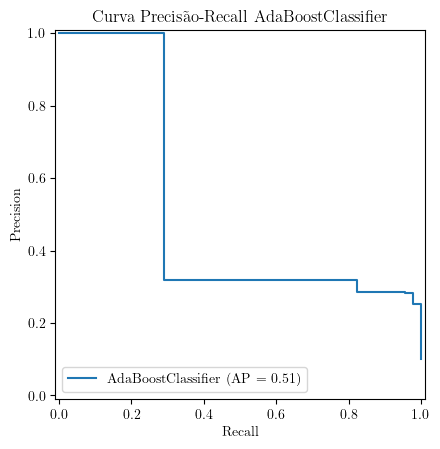 Curva Precisão-Recall AdaBoostClassifier
1.0
0.8
0.6
0.4
0.2
0.0
Precision
AdaBoostClassifier (AP = 0.51)
0.0 0.2 0.4 0.6 0.8 1.0
Recall